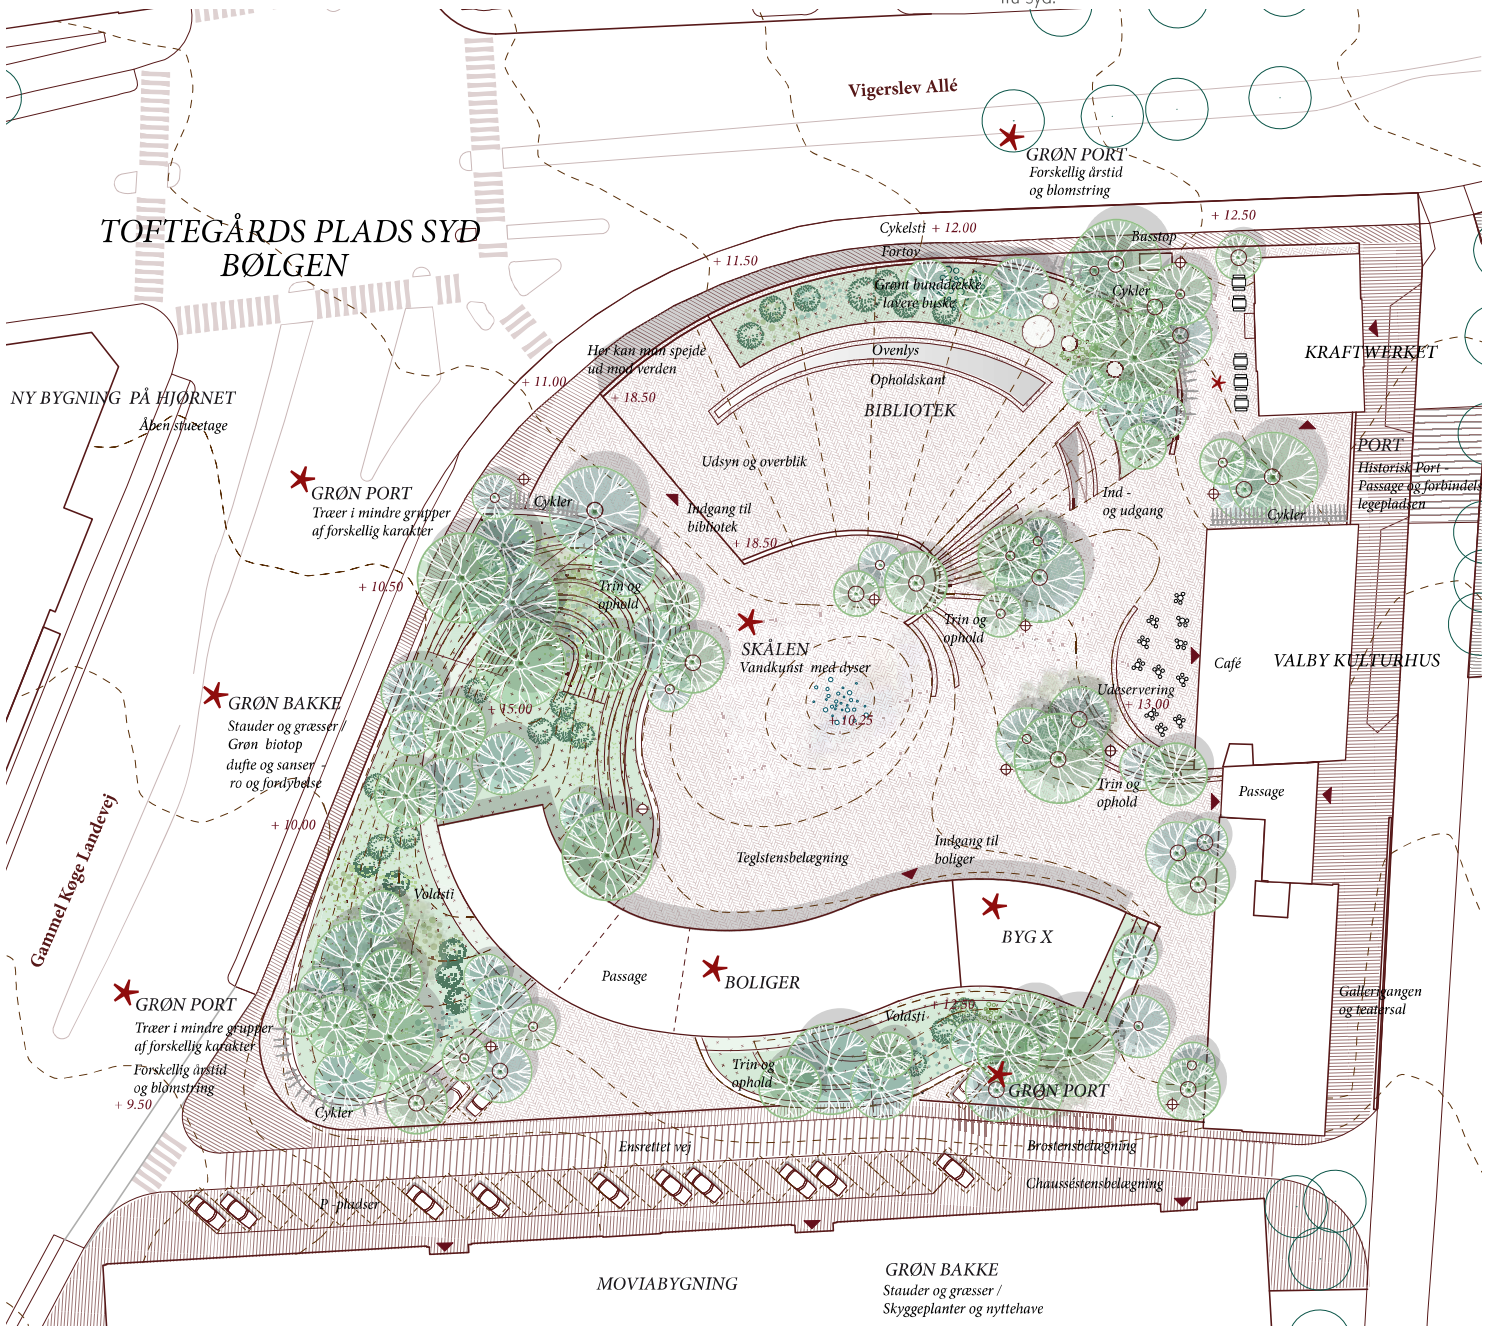 fra syd.
Vigerslev Allé
GRØN PORT
Forskellig årstid
og blomstring
TOFTEGÅRDS PLADS SYD
BØLGEN
Cykelsti + 12.00
+ 12.50
Fortov
Busstop
+ 11.50
Grønt bunddække
- lavere buske
Cykler
Her kan man spejde
ud mod verden
Ovenlys
KRAFTWERKET
+ 11.00
Opholdskant
+ 18.50
NY BYGNING PÅ HJØRNET
Åben stueetage
BIBLIOTEK
PORT
Udsyn og overblik
Historisk Port -
Passage og forbindels
legepladsen
GRØN PORT
Træer i mindre grupper
af forskellig karakter
Cykler
Indgang til
bibliotek
Ind -
og udgang
Cykler
+ 18.50
+ 10.50
Trin og
ophold
Trin og
ophold
SKÅLEN
Vandkunst med dyser
Café
VALBY KULTURHUS
GRØN BAKKE
Stauder og græsser /
Grøn biotop
dufte og sanser -
ro og fordybelse
+ 15.00
+ 10.25
Udeservering
+ 13.00
Trin og
ophold
Passage
+ 10.00
Gammel Køge Landevej
Teglstensbelægning
Indgang til
boliger
Voldsti
BYG X
Passage
BOLIGER
Gallerigangen
og teatersal
GRØN PORT
Træer i mindre grupper
af forskellig karakter
Forskellig årstid
og blomstring
+ 9.50
+ 12.50
Voldsti
Trin og
ophold
GRØN PORT
Cykler
Ensrettet vej
Brostensbelægning
Chausséstensbelægning
P -pladser
MOVIABYGNING
GRØN BAKKE
Stauder og græsser /
Skyggeplanter og nyttehave